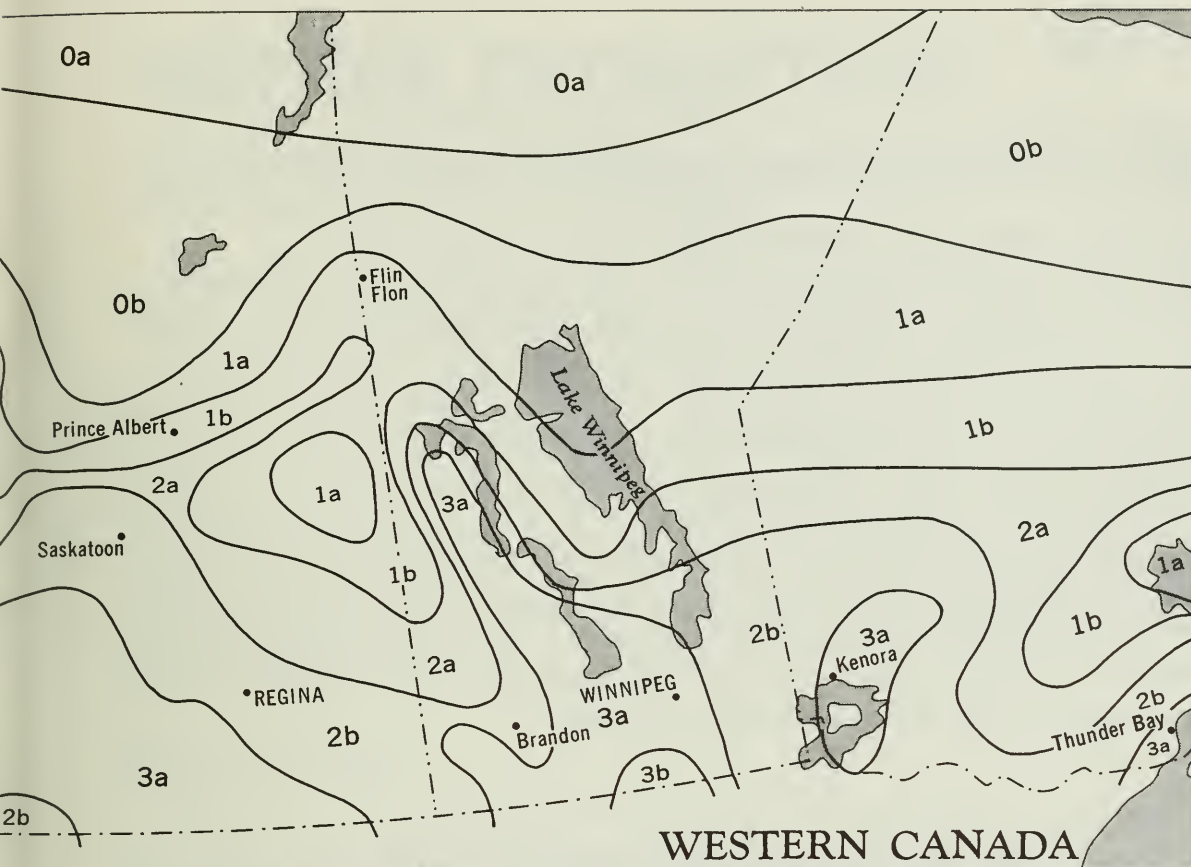 0a
0a
0b
Flin
Flon
0b
1a
1a
Lake Winnipeg
Prince Albert
1b
1b
2a
1a
3a
2a
Saskatoon
1b
1a
1b
2b
3a
Kenora
2a
REGINA
WINNIPEG
3a
2b
Thunder Bay
3a
2b
Brandon
3a
3b
2b
WESTERN CANADA